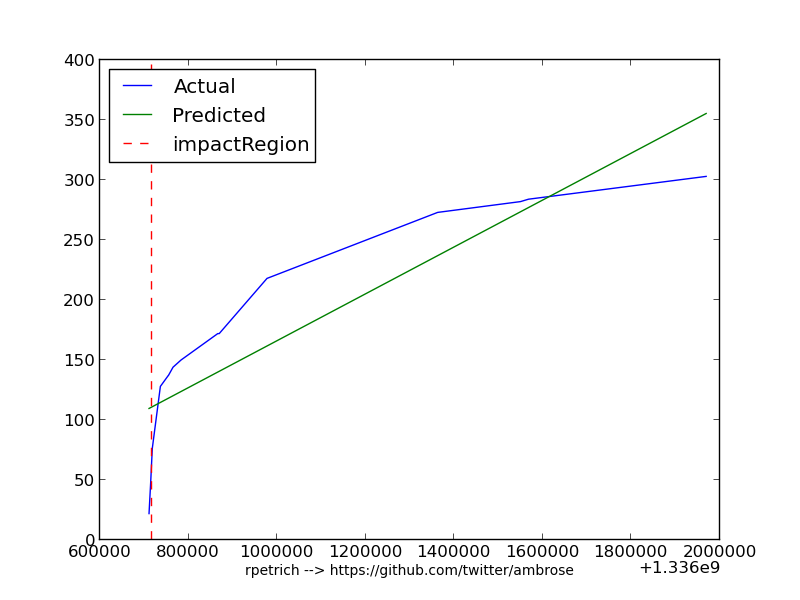 400
350
300
250
200
150
100
50
0
Actual
Predicted
impactRegion
600000 800000 1000000 1200000 1400000 1600000 1800000 2000000
+1.336e9
rpetrich --> https://github.com/twitter/ambrose